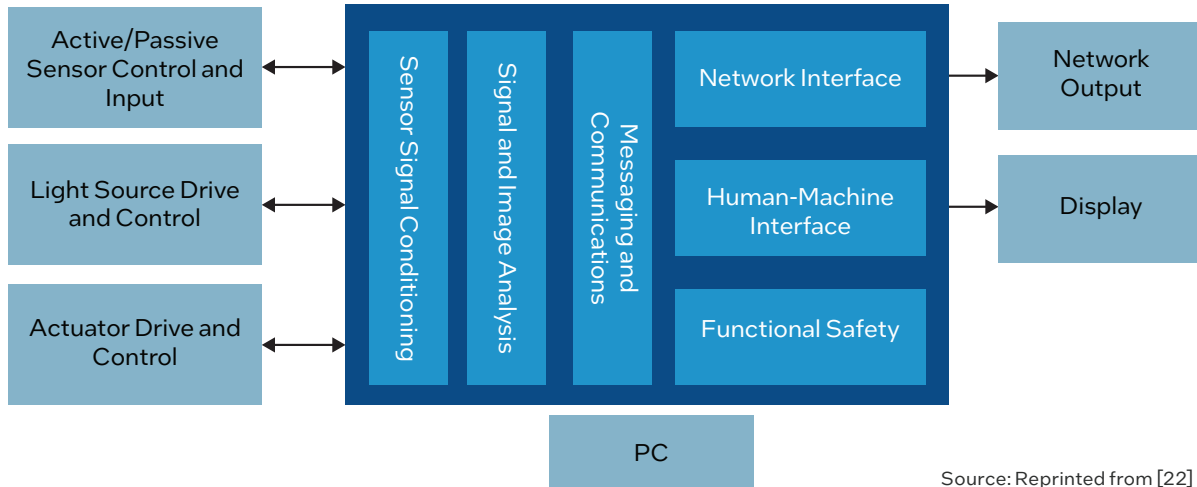 Active/Passive
Sensor Control and
Input
Light Source Drive
and Control
Actuator Drive and
Control
Sensor Signal Conditioning
Signal and Image Analysis
Messaging and
Communications
Network Interface
Human-Machine
Interface
Functional Safety
Network
Output
Display
PC
Source: Reprinted from [22]